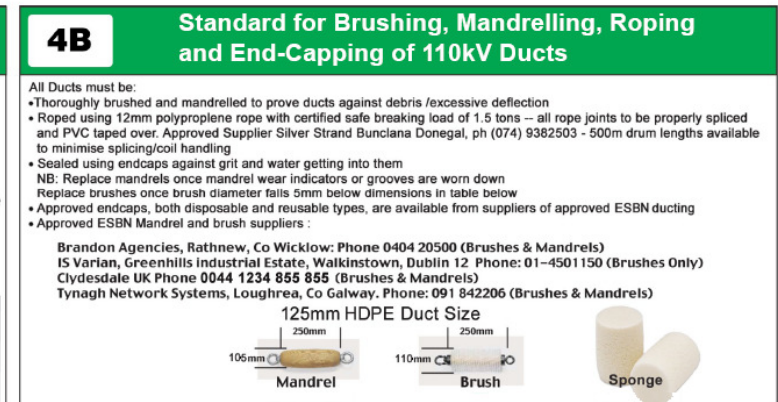 4B
Standard for Brushing, Mandrelling, Roping
and End-Capping of 110kV Ducts
All Ducts must be:
•Thoroughly brushed and mandrelled to prove ducts against debris /excessive deflection
• Roped using 12mm polyproplene rope with certified safe breaking load of 1.5 tons -- all rope joints to be properly spliced
and PVC taped over. Approved Supplier Silver Strand Bunclana Donegal, ph (074) 9382503 - 500m drum lengths available
to minimise splicing/coil handling
• Sealed using endcaps against grit and water getting into them
NB: Replace mandrels once mandrel wear indicators or grooves are worn down
Replace brushes once brush diameter falls 5mm below dimensions in table below
• Approved endcaps, both disposable and reusable types, are available from suppliers of approved ESBN ducting
• Approved ESBN Mandrel and brush suppliers :
Brandon Agencies, Rathnew, Co Wicklow: Phone 0404 20500 (Brushes & Mandrels)
IS Varian, Greenhills industrial Estate, Walkinstown, Dublin 12 Phone: 01-4501150 (Brushes Only)
Clydesdale UK Phone 0044 1234 855 855 (Brushes & Mandrels)
Tynagh Network Systems, Loughrea, Co Galway. Phone: 091 842206 (Brushes & Mandrels)
125mm HDPE Duct Size
250mm 250mm
105mm 110mm
Mandrel Brush Sponge